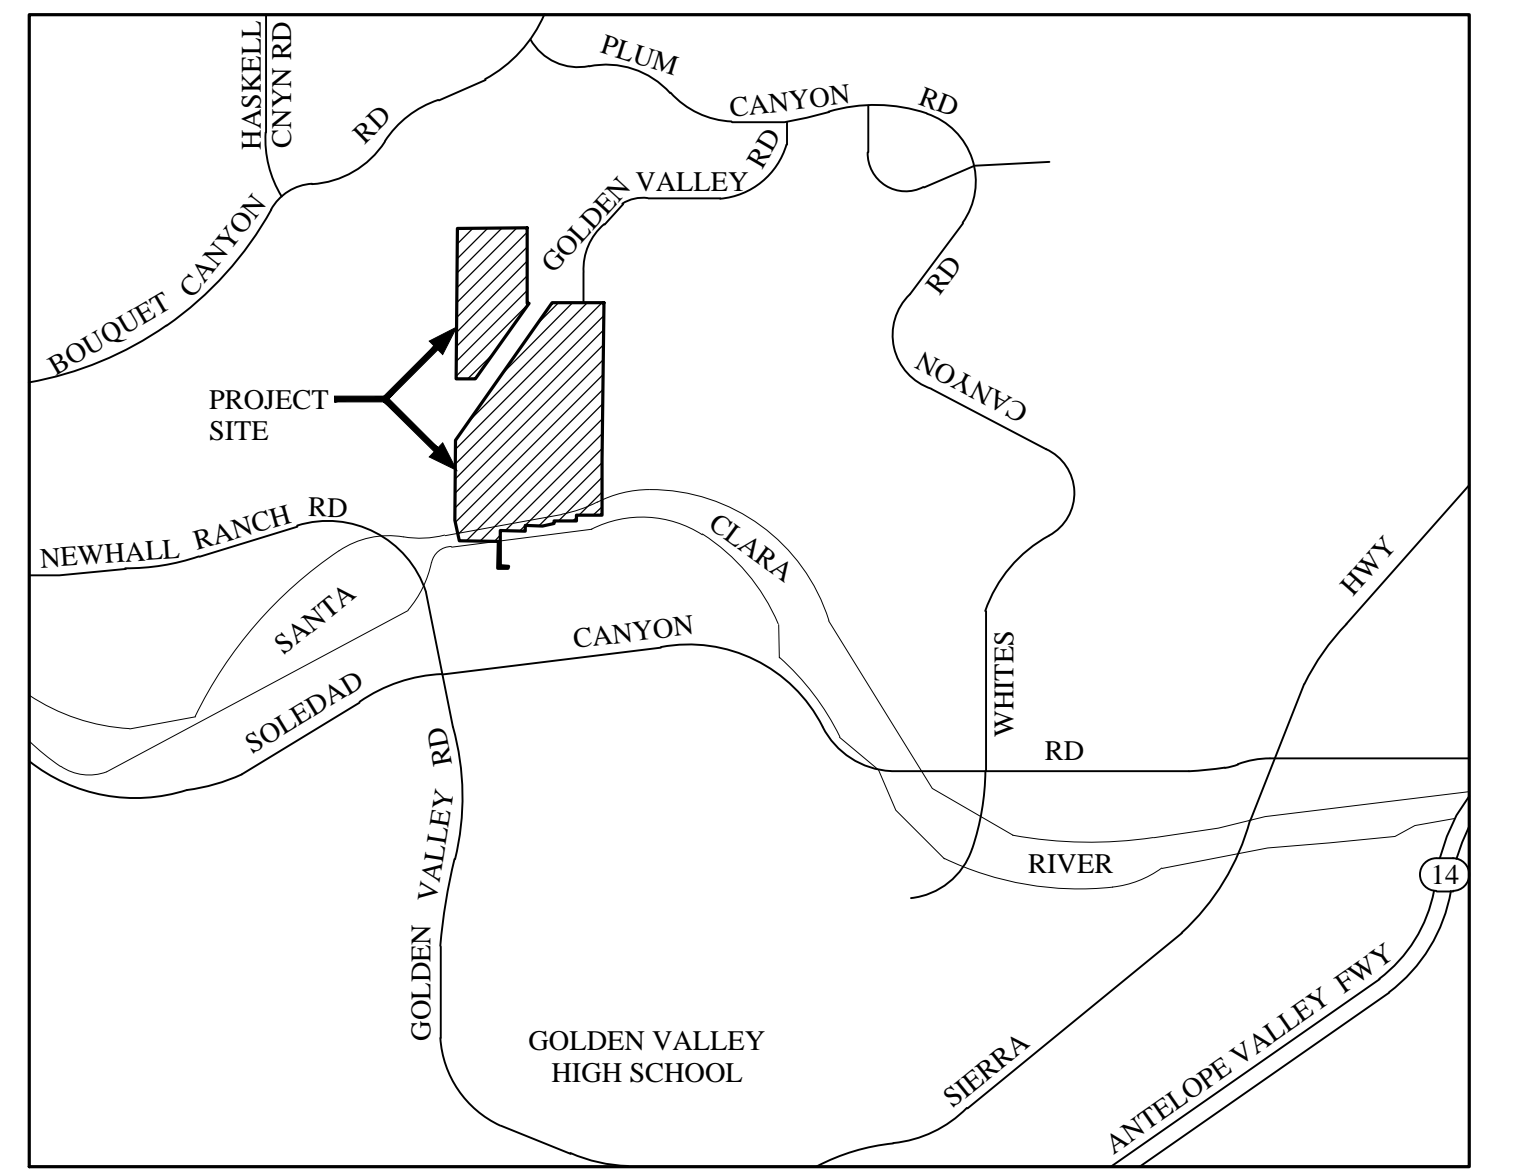 HASKELL
CNYN RD
PLUM
CANYON
RD
RD
RD
GOLDEN VALLEY
BOUQUET CANYON
RD
CANYON
PROJECT
SITE
NEWHALL RANCH RD
CLARA
HWY
SANTA
CANYON
WHITES
SOLEDAD
RD
GOLDEN VALLEY RD
RIVER
14
ANTELOPE VALLEY FWY
GOLDEN VALLEY
HIGH SCHOOL
SIERRA